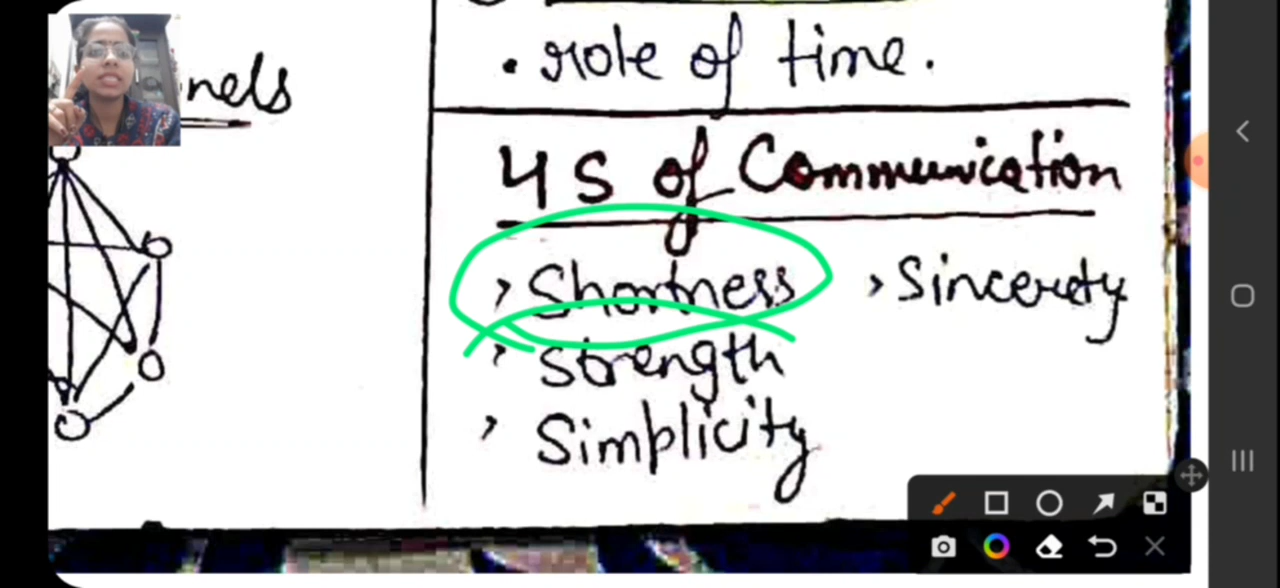 nels
• role of time.
4 S of Communication
> Shortness > Sincerety
> Strength
> Simplicity